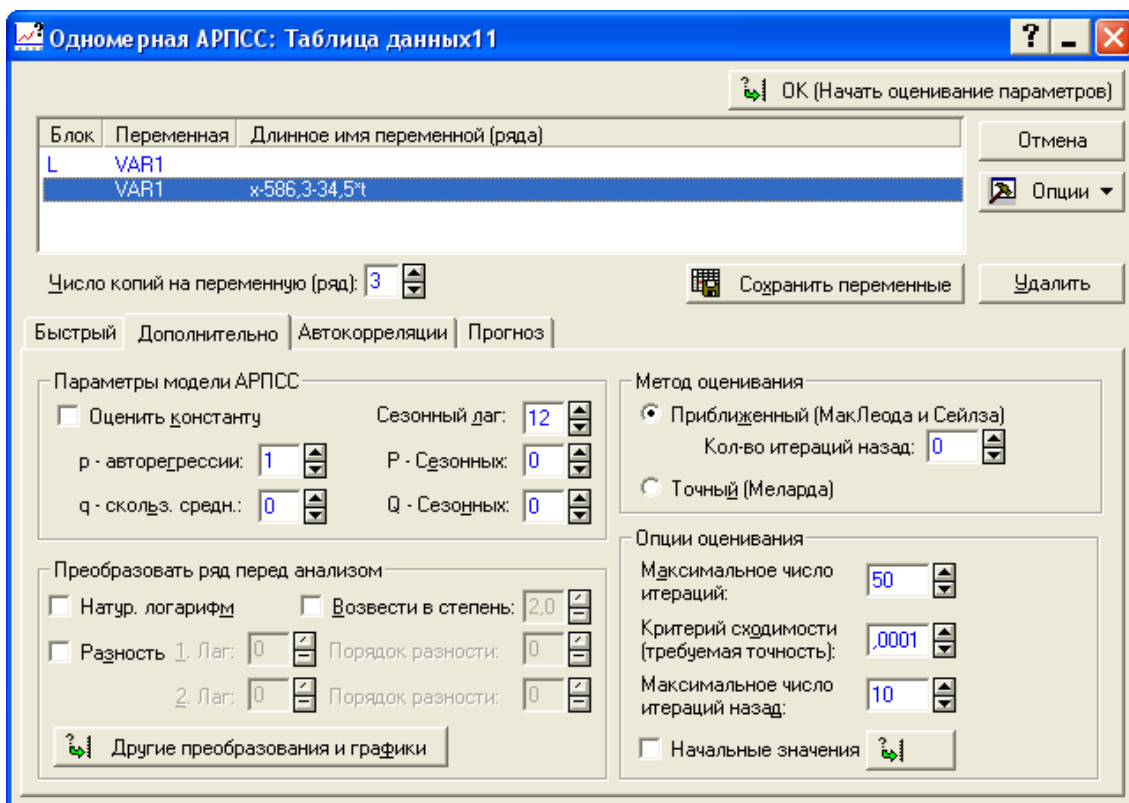 Одномерная АРПСС: Таблица данных11
OK (Начать оценивание параметров)
Блок Переменная Длинное имя переменной (ряда)
L VAR1
VAR1 x-586,3-34,5*t
Отмена
Опции
Число копий на переменную (ряд): 3
Сохранить переменные
Удалить
Быстрый Дополнительно Автокорреляции Прогноз
Параметры модели АРПСС
Оценить константу Сезонный лаг: 12
p - авторегрессии: 1 P - Сезонных: 0
q - скольз. средн.: 0 Q - Сезонных: 0
Преобразовать ряд перед анализом
Натур. логарифм Возвести в степень: 2,0
Разность 1. Лаг: 0 Порядок разности: 0
2. Лаг: 0 Порядок разности: 0
Другие преобразования и графики
Метод оценивания
Приближенный (МакЛеода и Сейлза)
Кол-во итераций назад: 0
Точный (Меларда)
Опции оценивания
Максимальное число
итераций: 50
Критерий сходимости
(требуемая точность): ,0001
Максимальное число
итераций назад: 10
Начальные значения